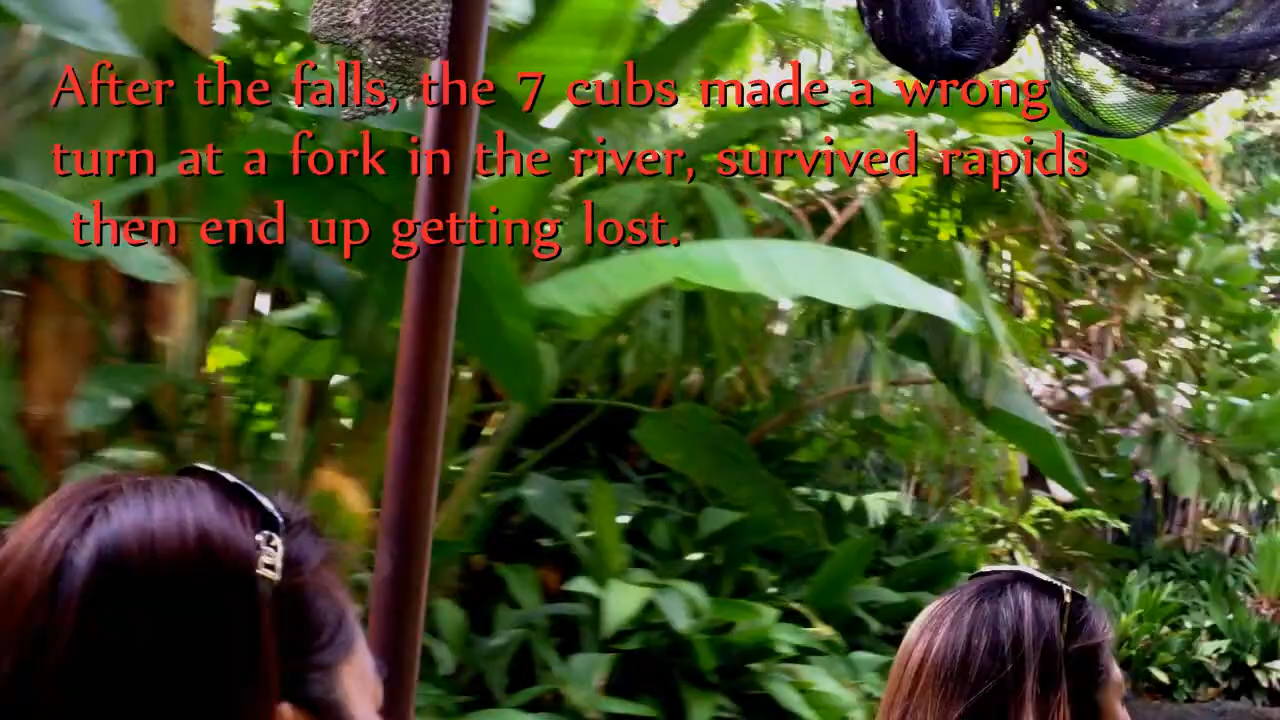 After the falls, the 7 cubs made a wrong
turn at a fork in the river, survived rapids
then end up getting lost.